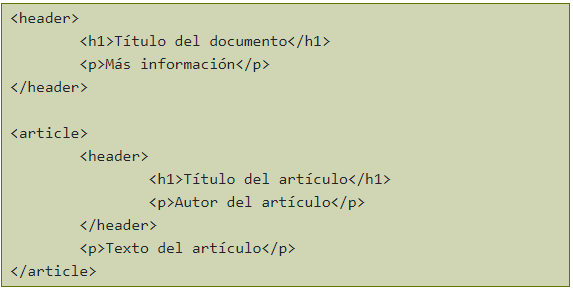 <header>
<h1>Título del documento</h1>
<p>Más información</p>
</header>
<article>
<header>
<h1>Título del artículo</h1>
<p>Autor del artículo</p>
</header>
<p>Texto del artículo</p>
</article>